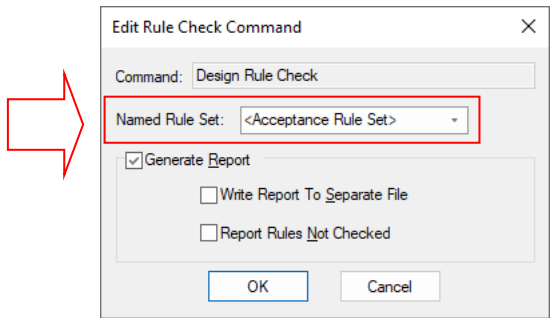 Edit Rule Check Command
Command: Design Rule Check
Named Rule Set: <Acceptance Rule Set>
Generate Report
Write Report To Separate File
Report Rules Not Checked
OK Cancel